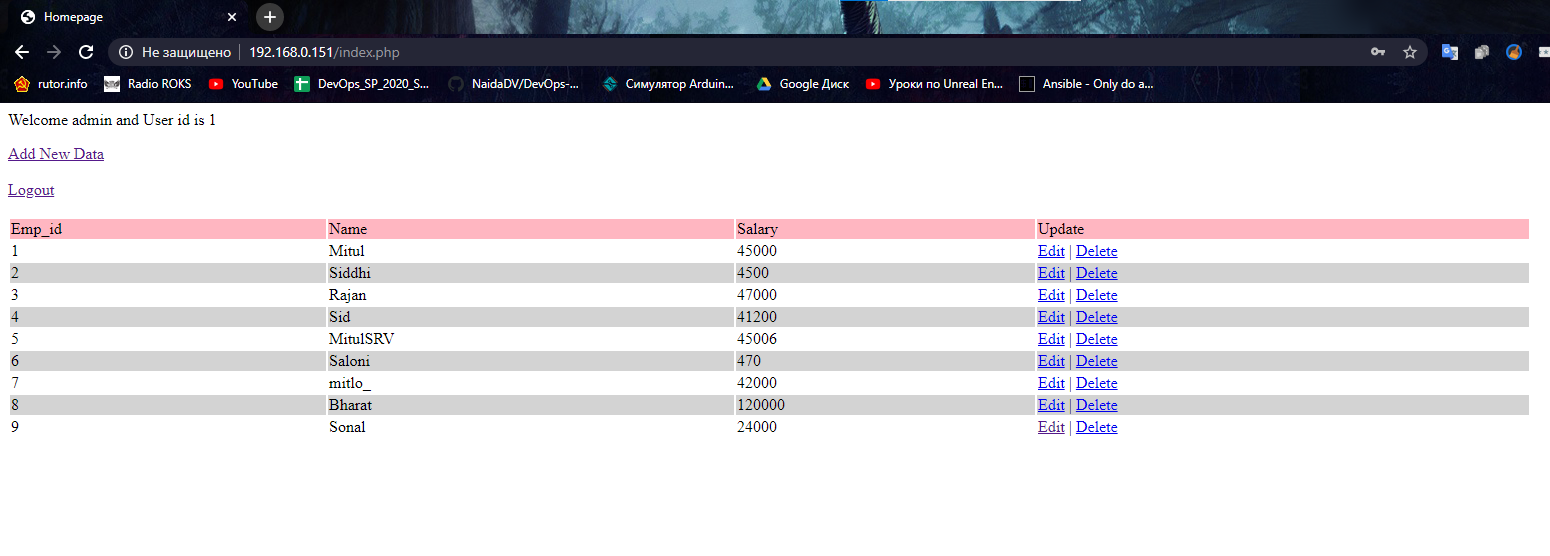 Homepage
Не защищено 192.168.0.151/index.php
rutor.info Radio ROKS YouTube DevOps_SP_2020_S... NaidaDV/DevOps-... Симулятор Arduin... Google Диск Уроки по Unreal En... Ansible - Only do a...
Welcome admin and User id is 1
Add New Data
Logout
Emp_id Name Salary Update
1 Mitul 45000 Edit | Delete
2 Siddhi 4500 Edit | Delete
3 Rajan 47000 Edit | Delete
4 Sid 41200 Edit | Delete
5 MitulSRV 45006 Edit | Delete
6 Saloni 470 Edit | Delete
7 mitlo_ 42000 Edit | Delete
8 Bharat 120000 Edit | Delete
9 Sonal 24000 Edit | Delete